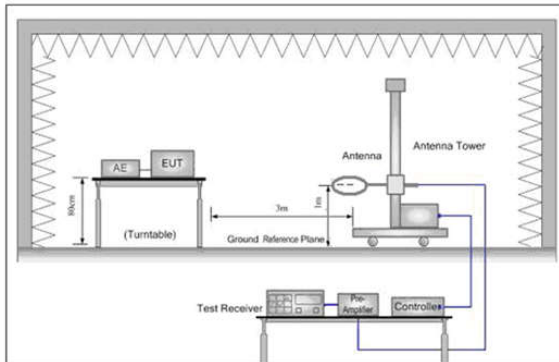 Antenna Tower
Antenna
EUT
AE
80cm
(Turntable)
3m
1m
Ground Reference Plane
Test Receiver
Pre-
Amplifier
Controller